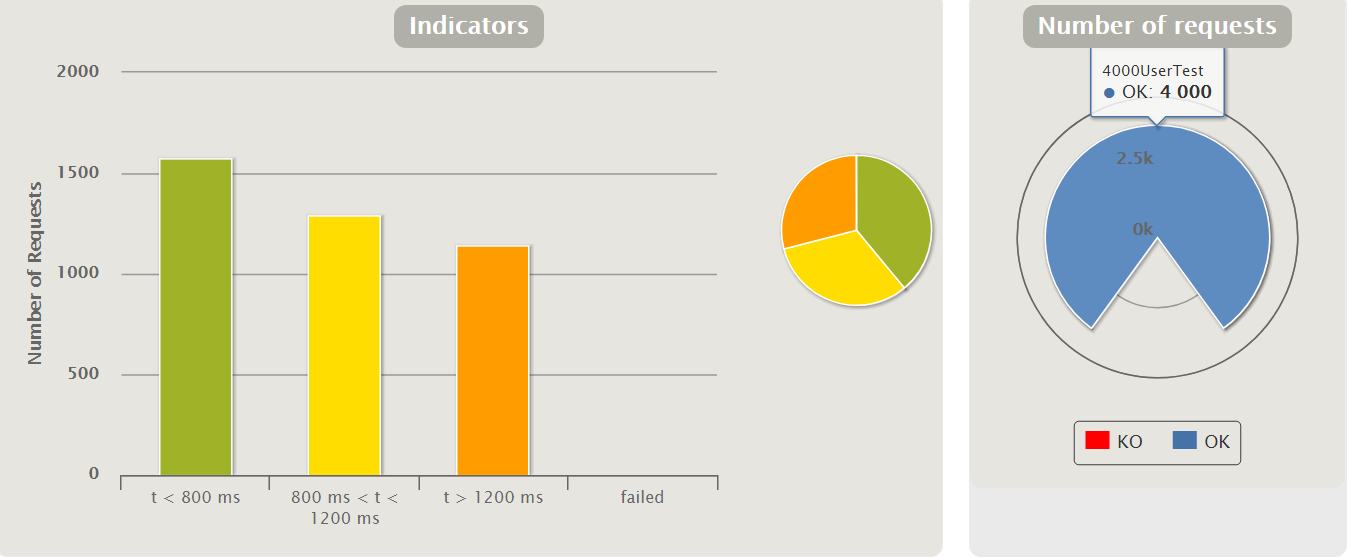 Indicators
2000
1500
1000
500
0
Number of Requests
t < 800 ms
800 ms < t <
1200 ms
t > 1200 ms
failed
Number of requests
4000UserTest
● OK: 4 000
2.5k
0k
KO
OK